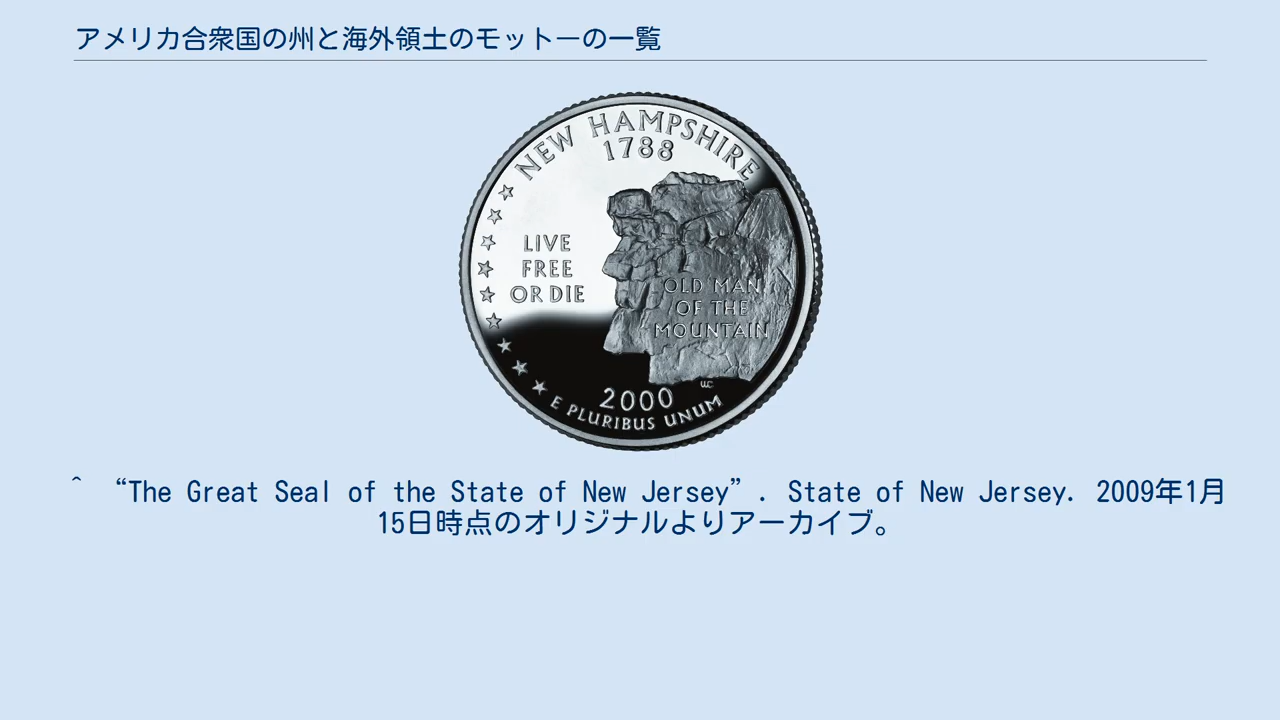 アメリカ合衆国の州と海外領土のモットーの一覧
NEW HAMPSHIRE
1788
LIVE
FREE
OR DIE
OLD MAN
OF THE
MOUNTAIN
UC
2000
E PLURIBUS UNUM
^ “The Great Seal of the State of New Jersey”. State of New Jersey. 2009年1月
15日時点のオリジナルよりアーカイブ。